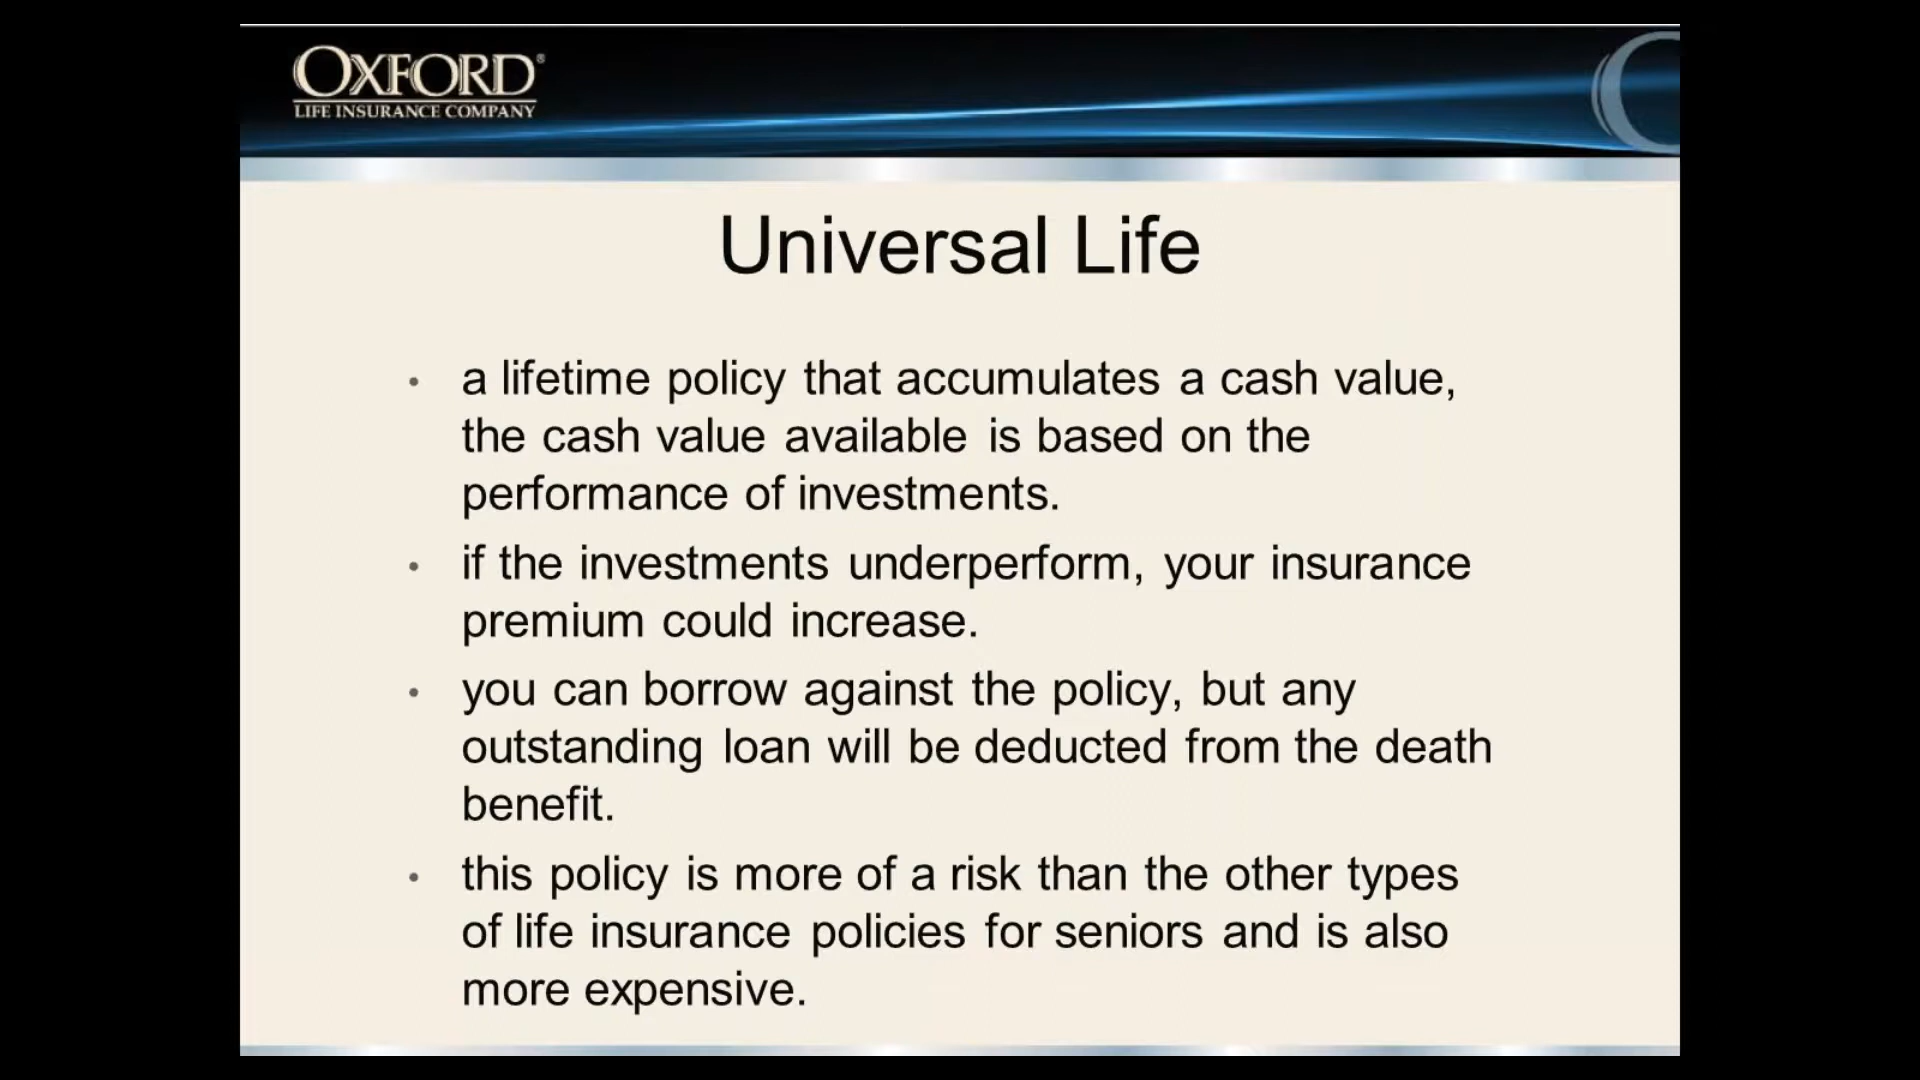 OXFORD®
LIFE INSURANCE COMPANY
Universal Life
• a lifetime policy that accumulates a cash value,
the cash value available is based on the
performance of investments.
• if the investments underperform, your insurance
premium could increase.
• you can borrow against the policy, but any
outstanding loan will be deducted from the death
benefit.
• this policy is more of a risk than the other types
of life insurance policies for seniors and is also
more expensive.